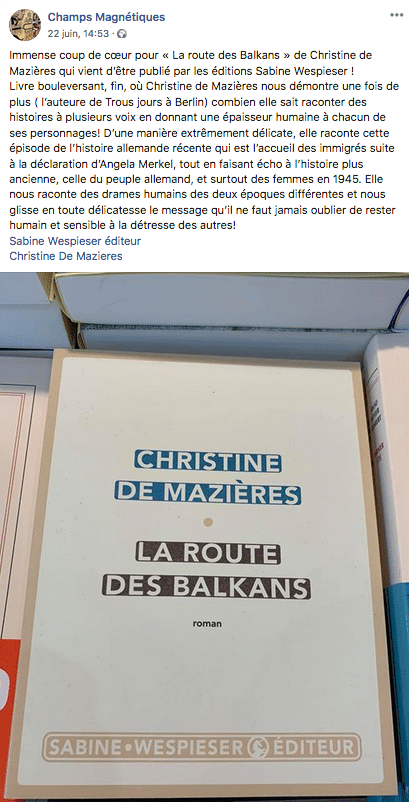 Champs Magnétiques
22 juin, 14:53 ·
Immense coup de cœur pour « La route des Balkans » de Christine de
Mazières qui vient d'être publié par les éditions Sabine Wespieser !
Livre bouleversant, fin, où Christine de Mazières nous démontre une fois de
plus ( l'auteure de Trous jours à Berlin) combien elle sait raconter des
histoires à plusieurs voix en donnant une épaisseur humaine à chacun de
ses personnages! D'une manière extrêmement délicate, elle raconte cette
épisode de l'histoire allemande récente qui est l'accueil des immigrés suite
à la déclaration d'Angela Merkel, tout en faisant écho à l'histoire plus
ancienne, celle du peuple allemand, et surtout des femmes en 1945. Elle
nous raconte des drames humains des deux époques différentes et nous
glisse en toute délicatesse le message qu'il ne faut jamais oublier de rester
humain et sensible à la détresse des autres!
Sabine Wespieser éditeur
Christine De Mazieres
CHRISTINE
DE MAZIÈRES
LA ROUTE
DES BALKANS
roman
SABINE•WESPIESER ÉDITEUR